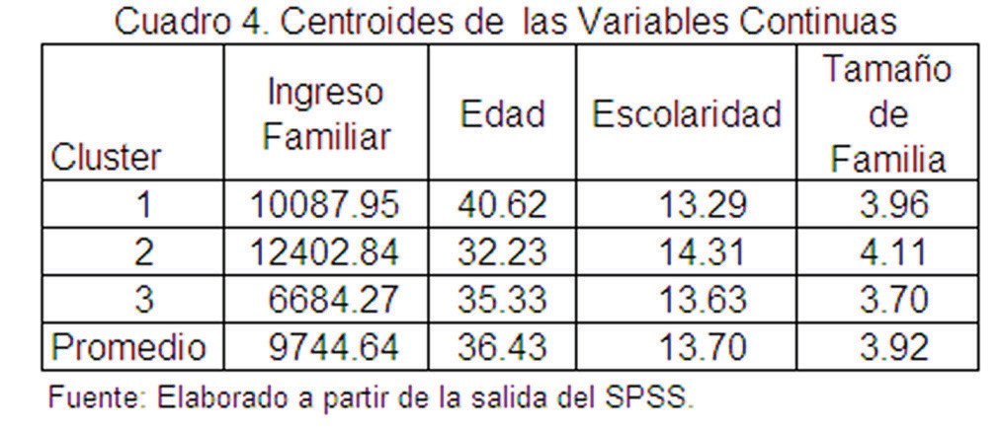 Cuadro 4. Centroides de las Variables Continuas
Cluster Ingreso Familiar Edad Escolaridad Tamaño de Familia
1 10087.95 40.62 13.29 3.96
2 12402.84 32.23 14.31 4.11
3 6684.27 35.33 13.63 3.70
Promedio 9744.64 36.43 13.70 3.92
Fuente: Elaborado a partir de la salida del SPSS.